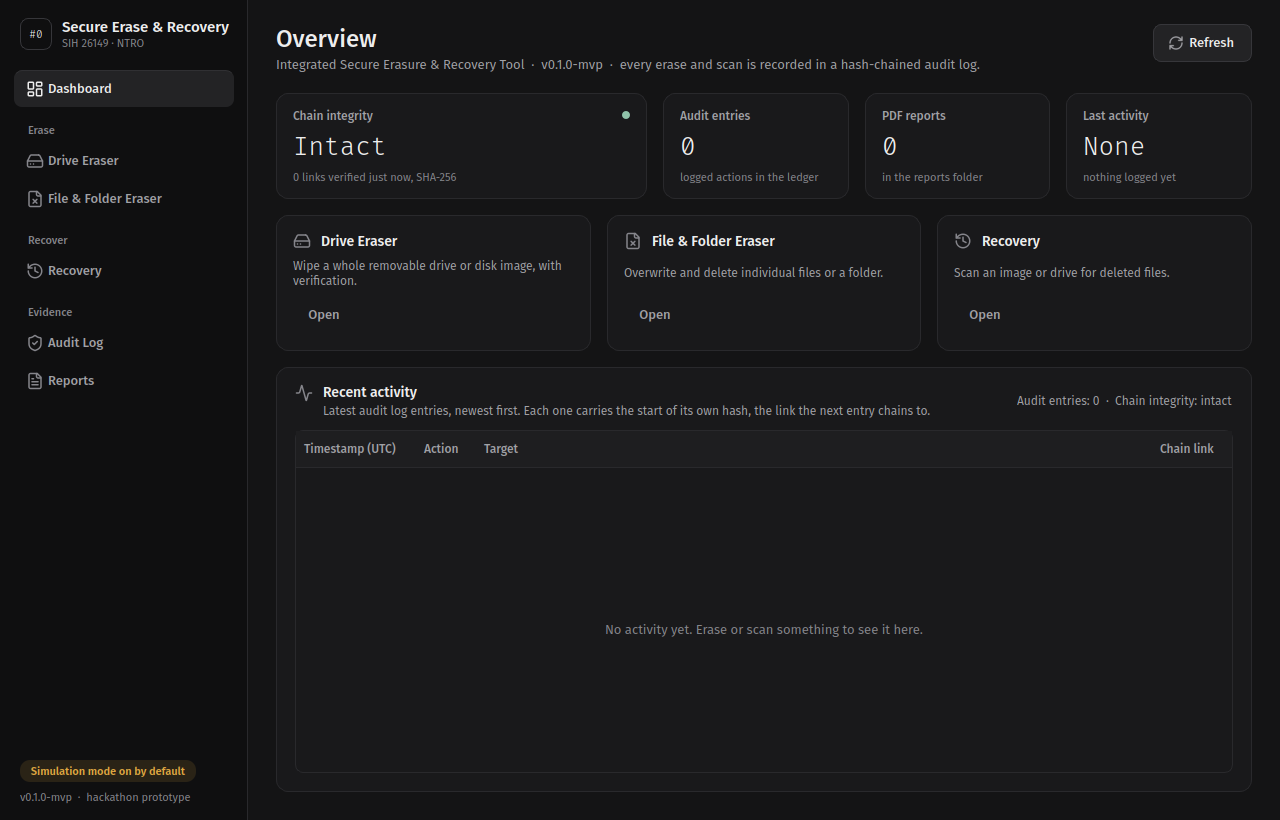 #0
Secure Erase & Recovery
SIH 26149 · NTRO
Dashboard
Erase
Drive Eraser
File & Folder Eraser
Recover
Recovery
Evidence
Audit Log
Reports
Simulation mode on by default
v0.1.0-mvp · hackathon prototype
Overview
Integrated Secure Erasure & Recovery Tool · v0.1.0-mvp · every erase and scan is recorded in a hash-chained audit log.
Refresh
Chain integrity
Intact
0 links verified just now, SHA-256
Audit entries
0
logged actions in the ledger
PDF reports
0
in the reports folder
Last activity
None
nothing logged yet
Drive Eraser
Wipe a whole removable drive or disk image, with
verification.
Open
File & Folder Eraser
Overwrite and delete individual files or a folder.
Open
Recovery
Scan an image or drive for deleted files.
Open
Recent activity
Latest audit log entries, newest first. Each one carries the start of its own hash, the link the next entry chains to.
Audit entries: 0 · Chain integrity: intact
Timestamp (UTC) Action Target Chain link
No activity yet. Erase or scan something to see it here.